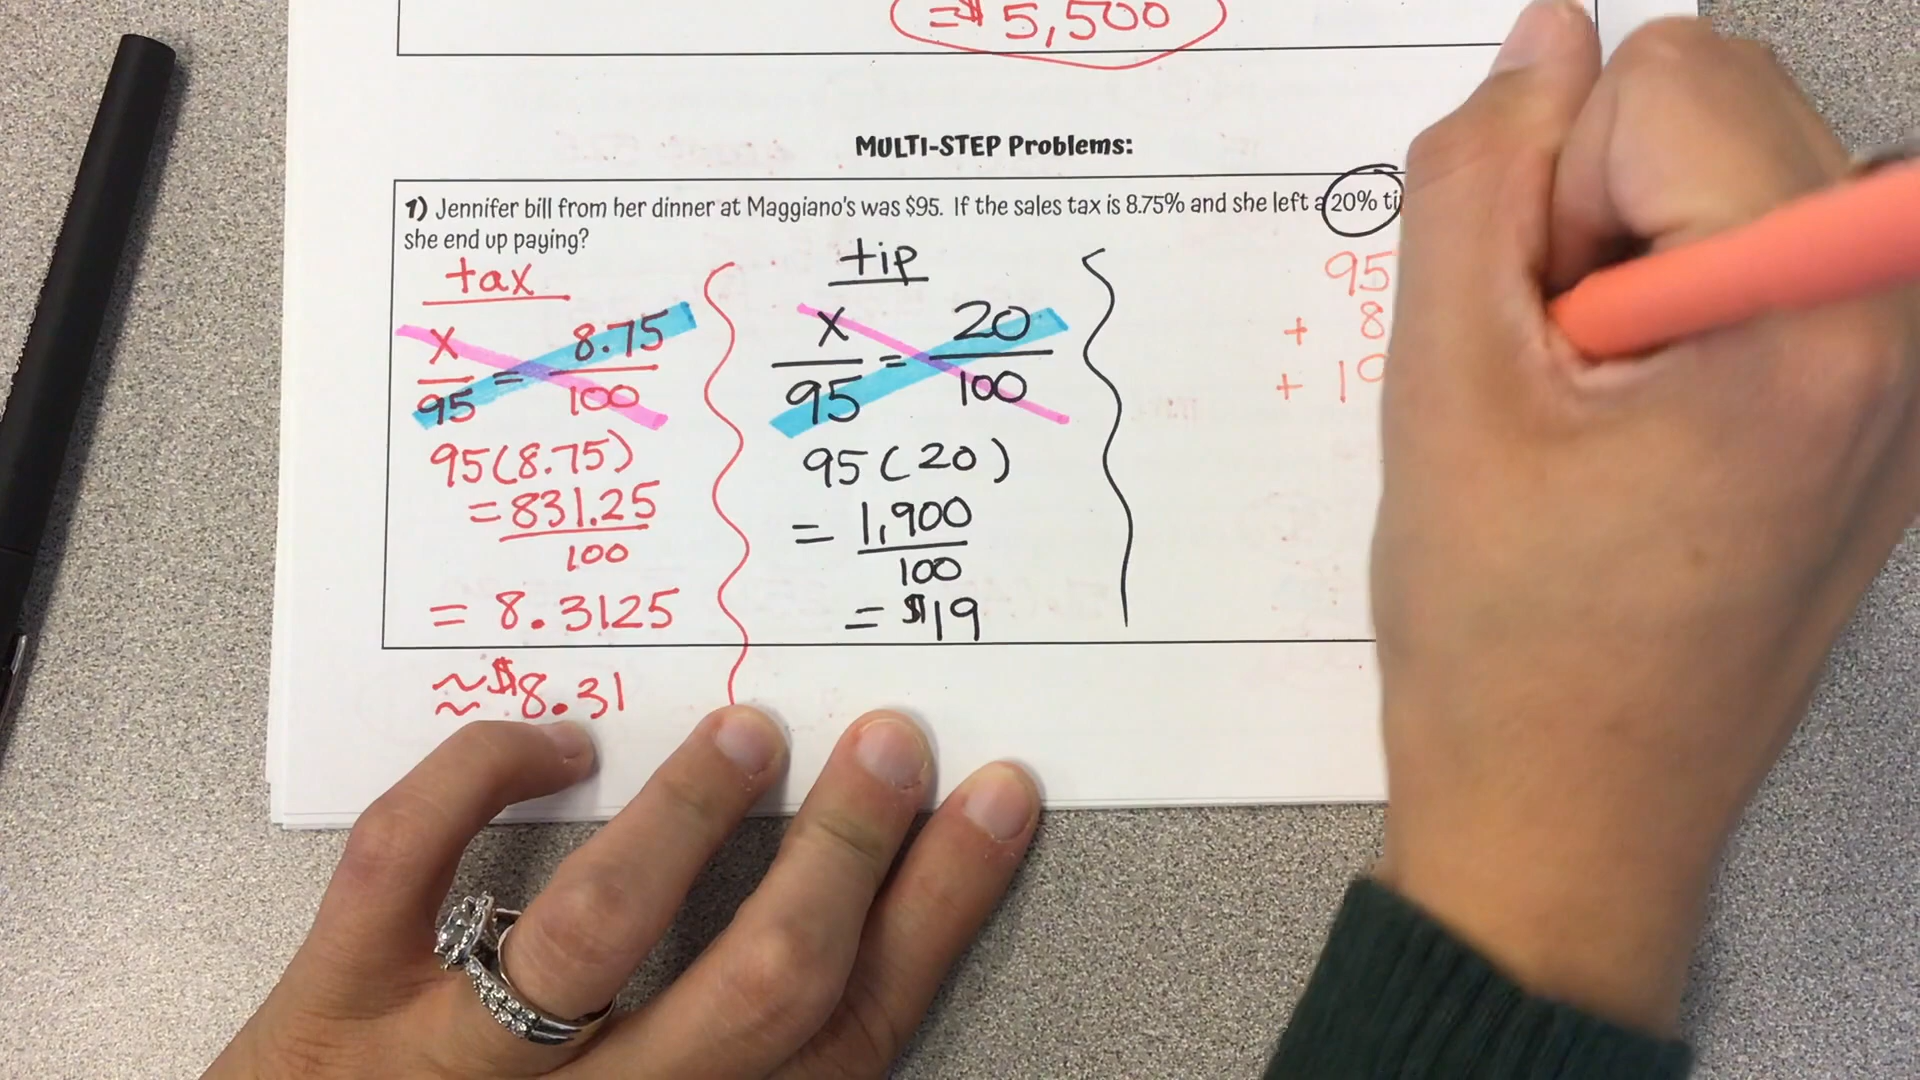 =$5,500
MULTI-STEP Problems:
1) Jennifer bill from her dinner at Maggiano's was $95. If the sales tax is 8.75% and she left a 20%
she end up paying?
tax
x/95 = 8.75/100
95(8.75)
= 831.25/100
= 8.3125
≈ $8.31
tip
x/95 = 20/100
95(20)
= 1,900/100
= $19
95
+ 8
+ 19